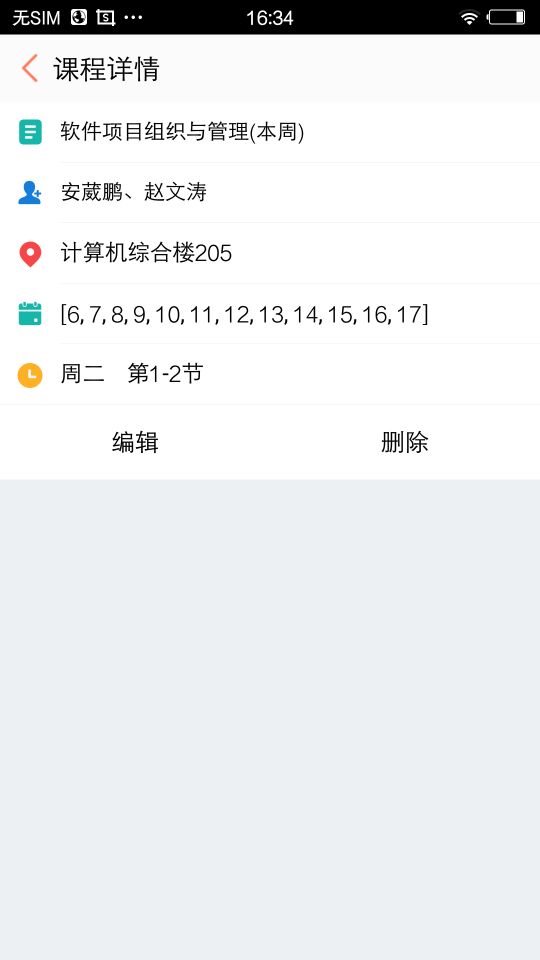 无SIM 16:34
课程详情
软件项目组织与管理(本周)
安葳鹏、赵文涛
计算机综合楼205
[6,7,8,9,10,11,12,13,14,15,16,17]
周二 第1-2节
编辑 删除